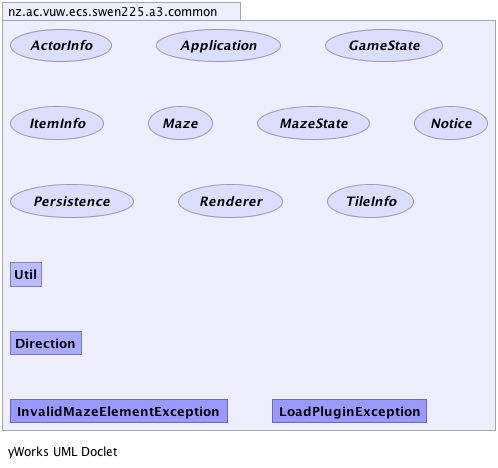 nz.ac.vuw.ecs.swen225.a3.common
ActorInfo Application GameState
ItemInfo Maze MazeState Notice
Persistence Renderer TileInfo
Util
Direction
InvalidMazeElementException LoadPluginException
yWorks UML Doclet